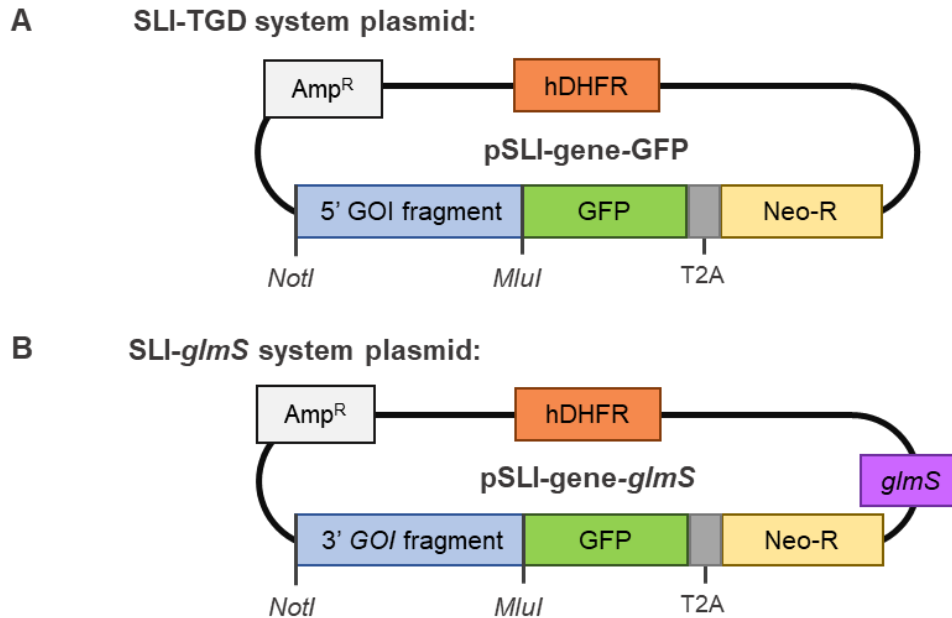 A SLI-TGD system plasmid:
Amp^R hDHFR
pSLI-gene-GFP
5' GOI fragment GFP Neo-R
NotI MluI T2A
B SLI-glmS system plasmid:
Amp^R hDHFR
pSLI-gene-glmS glmS
3' GOI fragment GFP Neo-R
NotI MluI T2A